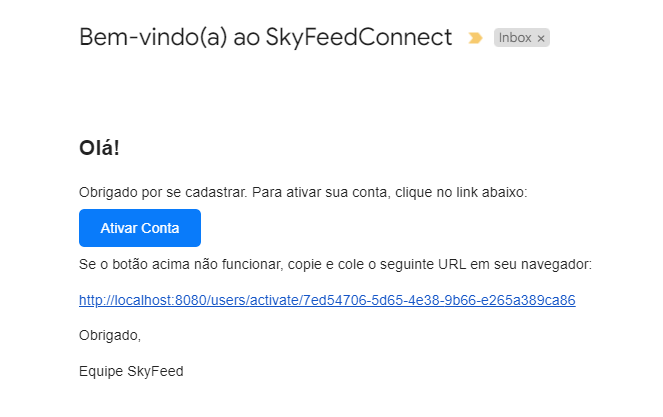 Bem-vindo(a) ao SkyFeedConnect Inbox ×
Olá!
Obrigado por se cadastrar. Para ativar sua conta, clique no link abaixo:
Ativar Conta
Se o botão acima não funcionar, copie e cole o seguinte URL em seu navegador:
http://localhost:8080/users/activate/7ed54706-5d65-4e38-9b66-e265a389ca86
Obrigado,
Equipe SkyFeed